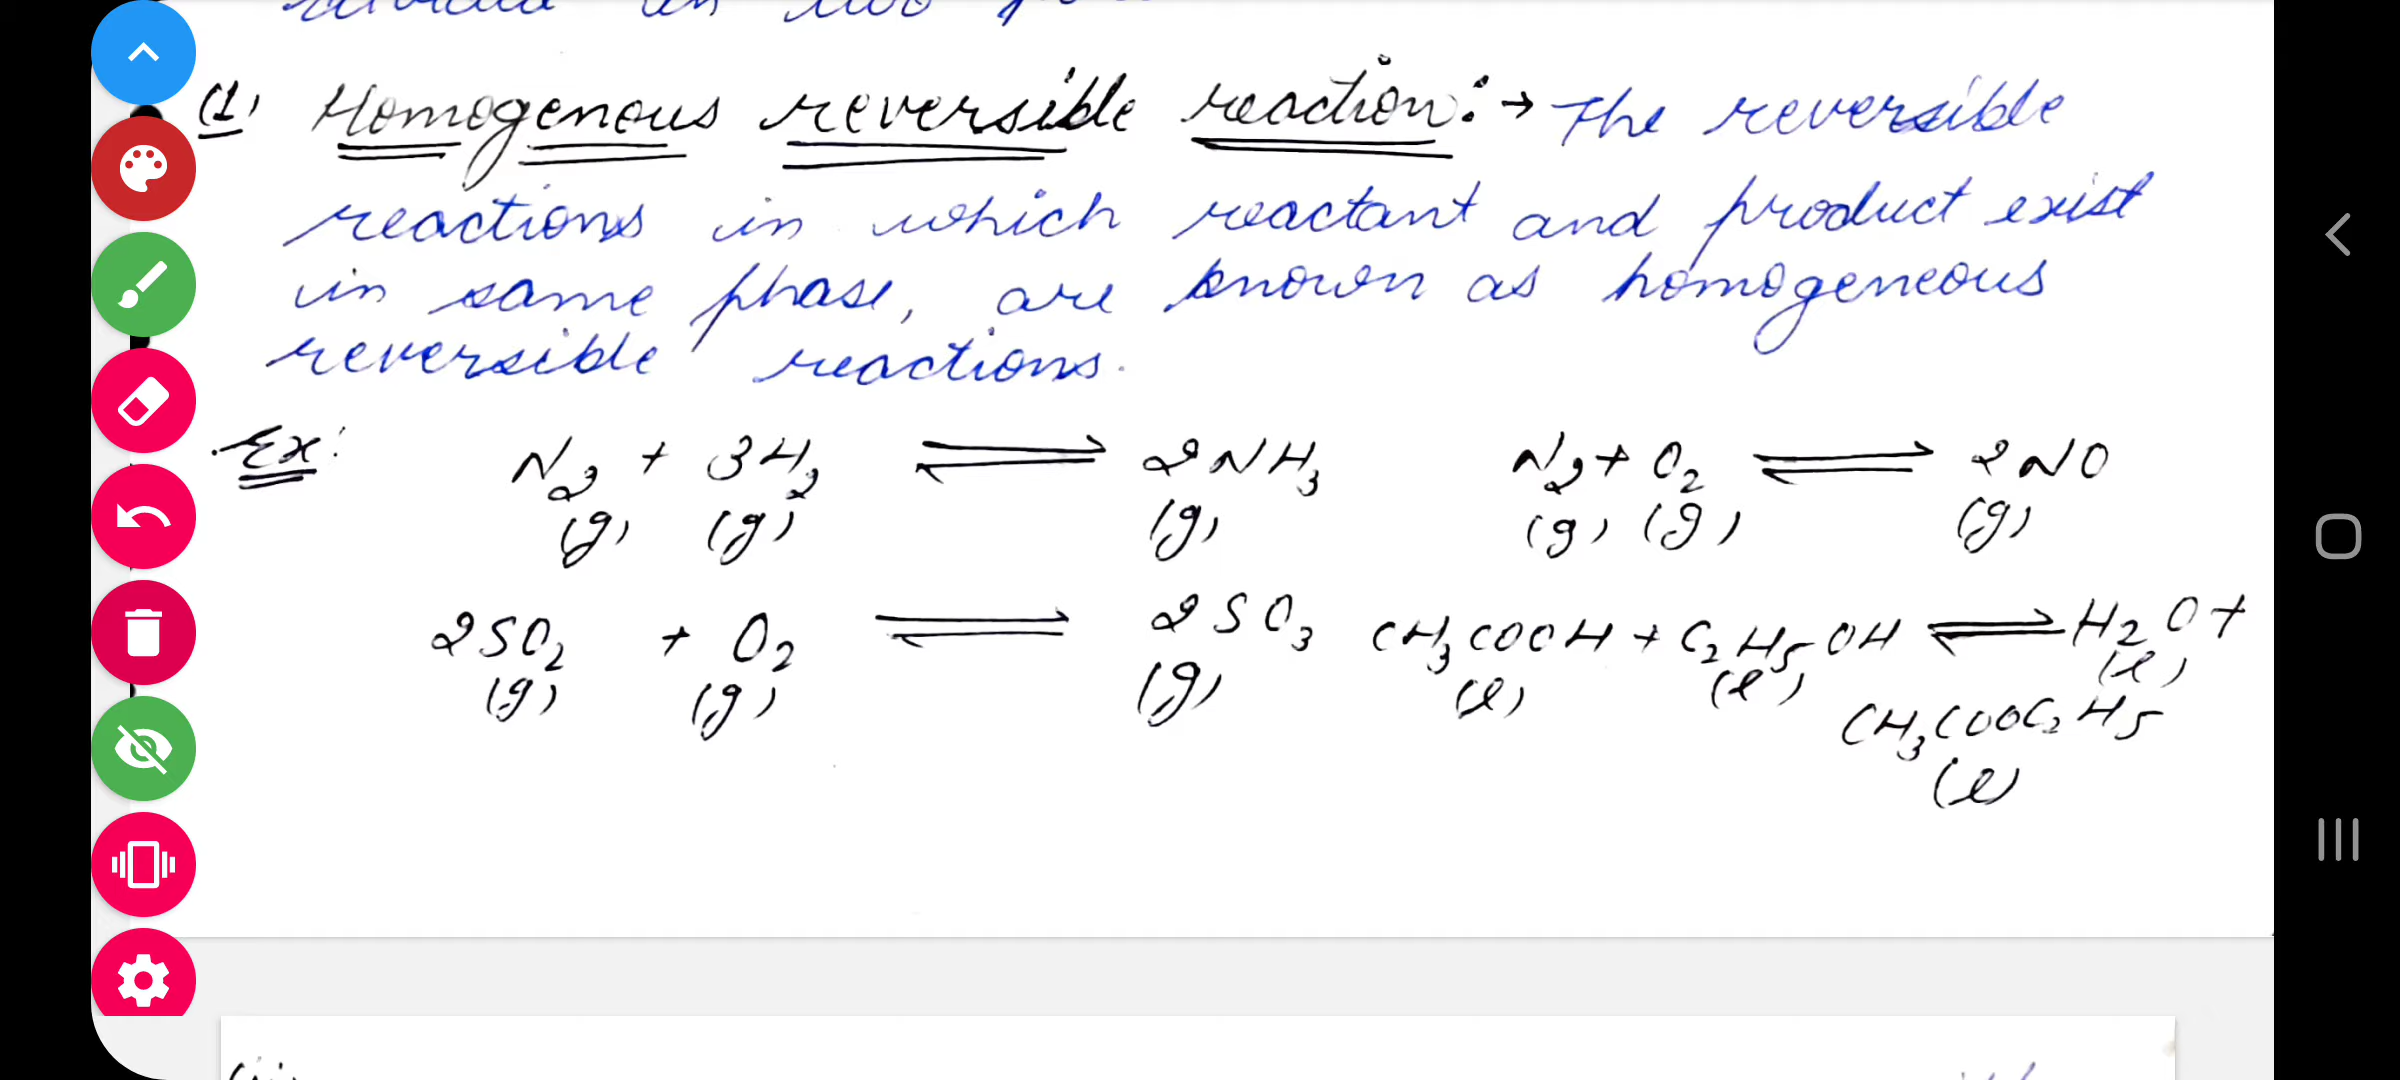 (1) Homogenous reversible reaction :→ The reversible
reactions in which reactant and product exist
in same phase, are known as homogeneous
reversible reactions.
Ex: N₂ + 3H₂ ⇌ 2NH₃ N₂ + O₂ ⇌ 2NO
(g) (g) (g) (g) (g) (g)
2SO₂ + O₂ ⇌ 2SO₃ CH₃COOH + C₂H₅OH ⇌ H₂O +
(g) (g) (g) (l) (l) (l)
CH₃COOC₂H₅
(l)